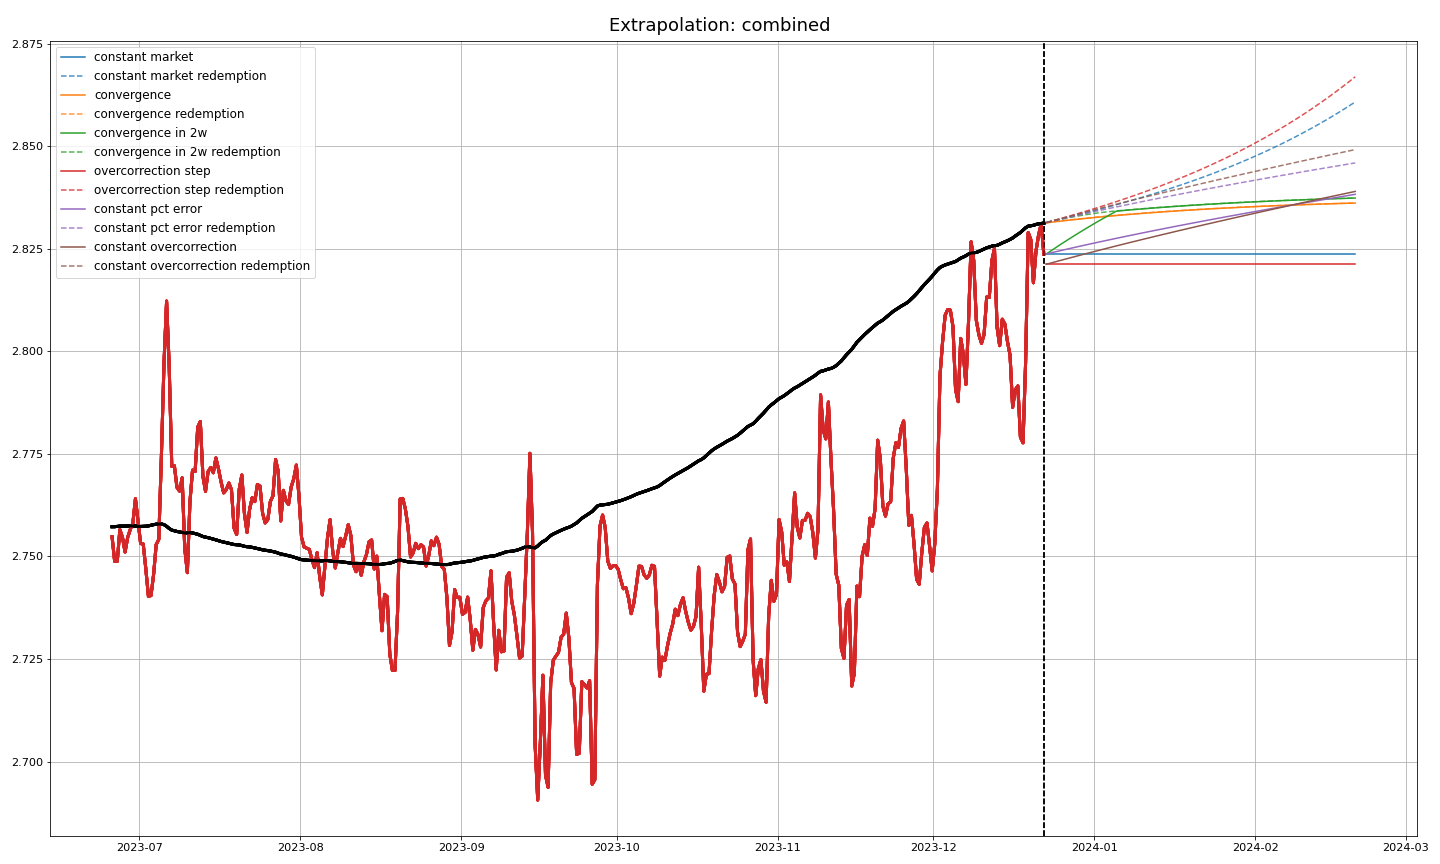 Extrapolation: combined
2.875
2.850
2.825
2.800
2.775
2.750
2.725
2.700
constant market
constant market redemption
convergence
convergence redemption
convergence in 2w
convergence in 2w redemption
overcorrection step
overcorrection step redemption
constant pct error
constant pct error redemption
constant overcorrection
constant overcorrection redemption
2023-07 2023-08 2023-09 2023-10 2023-11 2023-12 2024-01 2024-02 2024-03